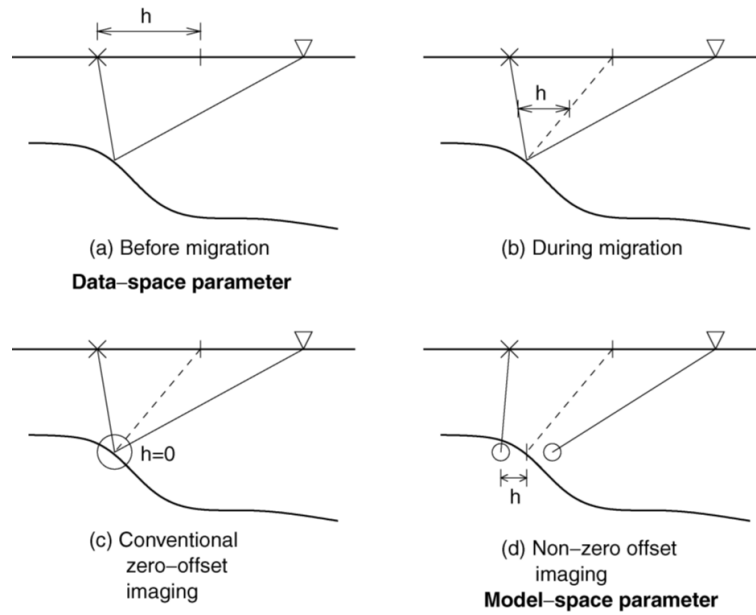 h
(a) Before migration
Data–space parameter
h
(b) During migration
h=0
(c) Conventional
zero–offset
imaging
h
(d) Non–zero offset
imaging
Model–space parameter